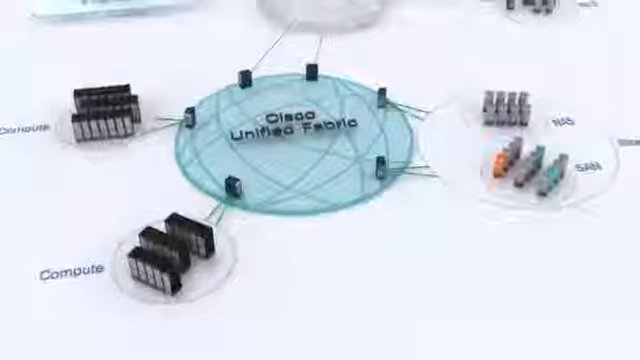 Compute
Cisco
Unified Fabric
NAS
SAN
Compute